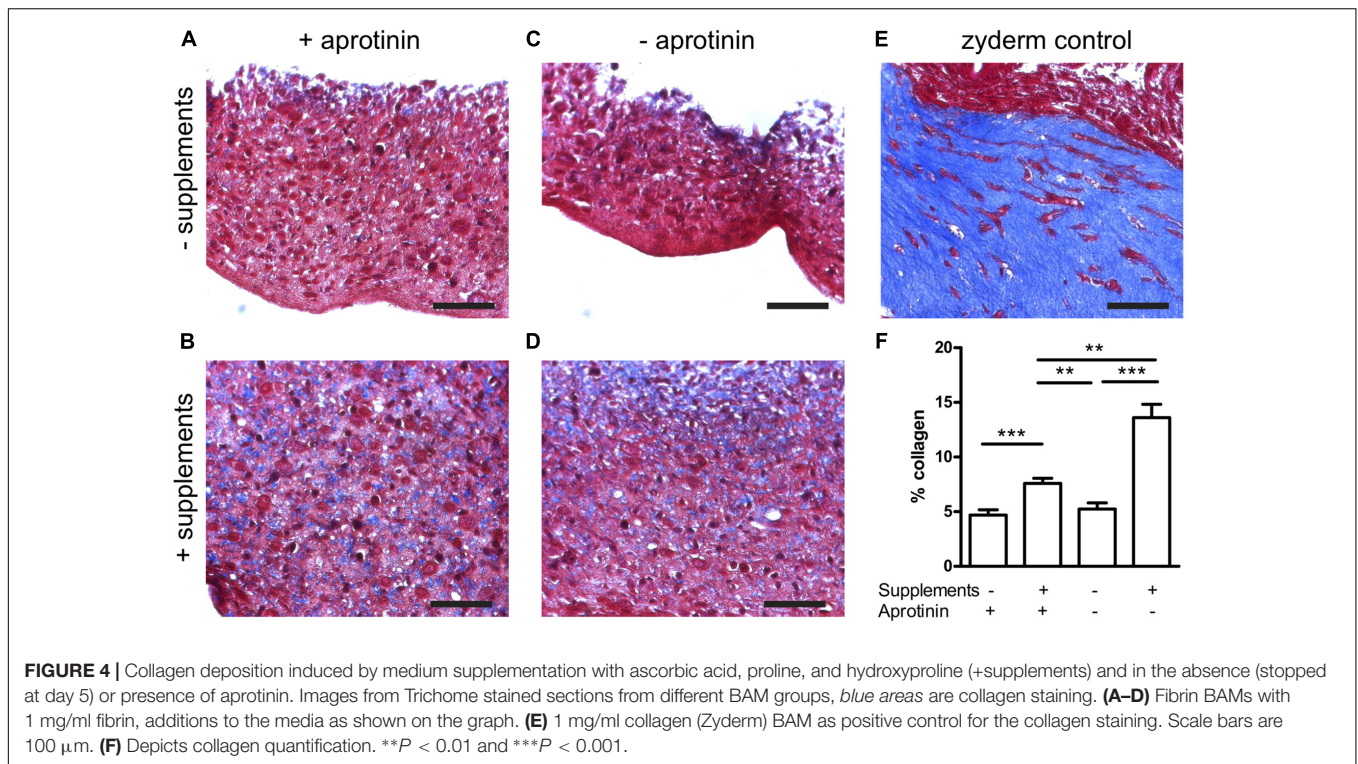 A + aprotinin C - aprotinin E zyderm control
- supplements
B D F
+ supplements
% collagen
20
15
10
5
0
**
** ***
***
Supplements - + - +
Aprotinin + + - -
FIGURE 4 | Collagen deposition induced by medium supplementation with ascorbic acid, proline, and hydroxyproline (+supplements) and in the absence (stopped
at day 5) or presence of aprotinin. Images from Trichome stained sections from different BAM groups, blue areas are collagen staining. (A–D) Fibrin BAMs with
1 mg/ml fibrin, additions to the media as shown on the graph. (E) 1 mg/ml collagen (Zyderm) BAM as positive control for the collagen staining. Scale bars are
100 μm. (F) Depicts collagen quantification. **P < 0.01 and ***P < 0.001.